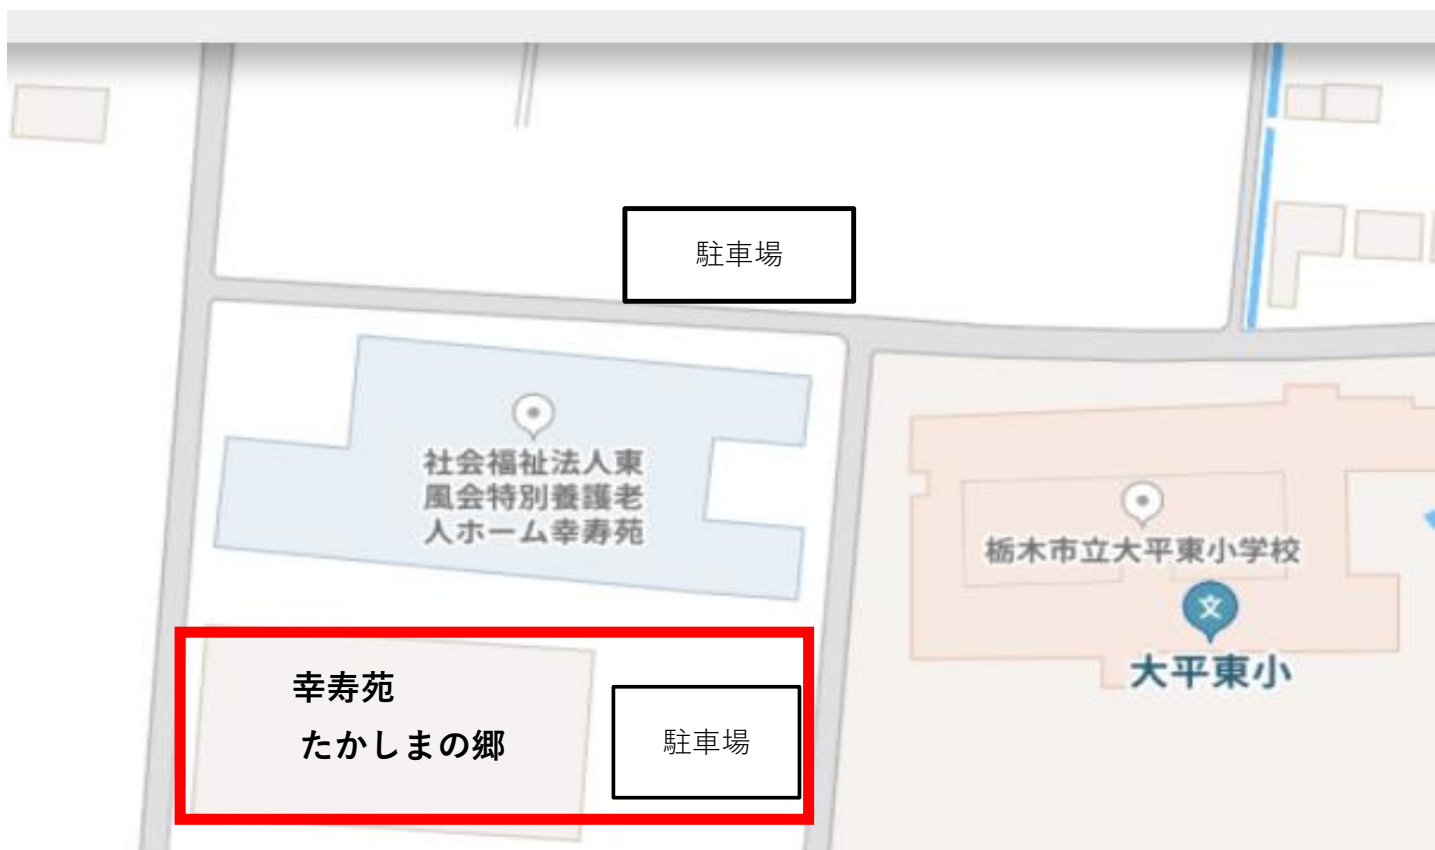 駐車場
社会福祉法人東
風会特別養護老
人ホーム幸寿苑
栃木市立大平東小学校
文
大平東小
幸寿苑
たかしまの郷
駐車場